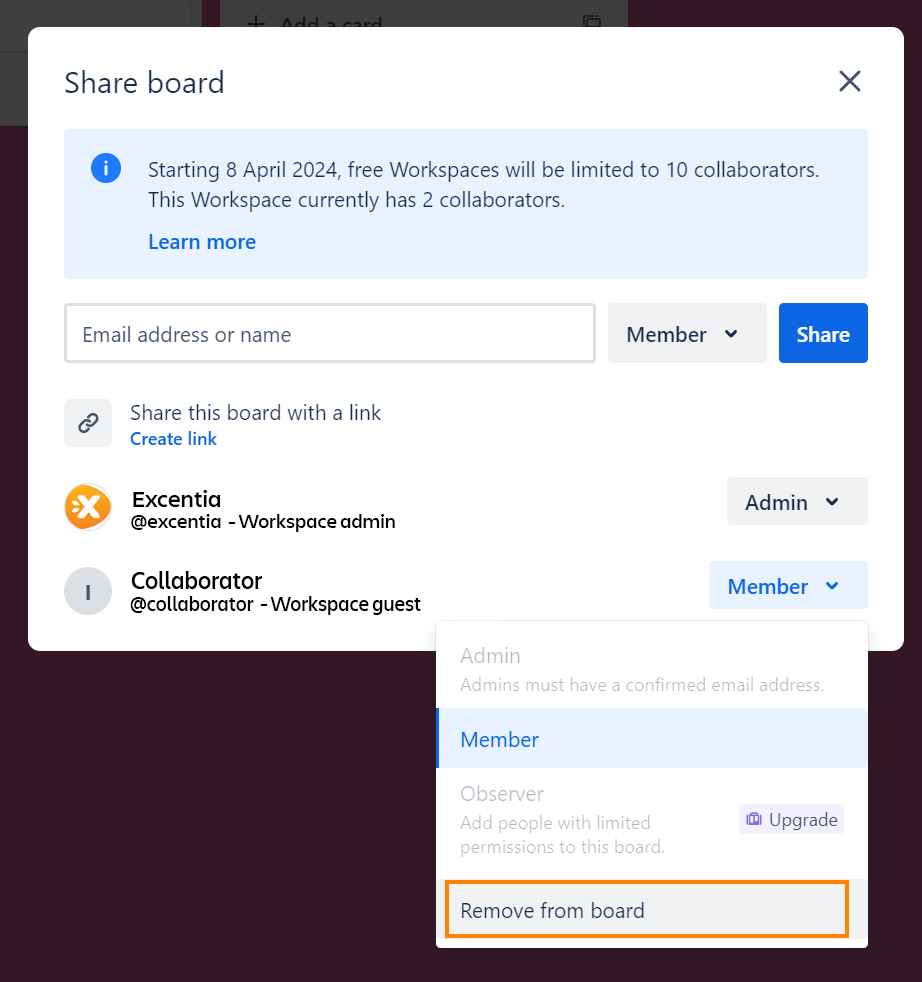 Add a card
Share board
Starting 8 April 2024, free Workspaces will be limited to 10 collaborators.
This Workspace currently has 2 collaborators.
Learn more
Email address or name
Member
Share
Share this board with a link
Create link
Excentia
@excentia - Workspace admin
Admin
I
Collaborator
@collaborator - Workspace guest
Member
Admin
Admins must have a confirmed email address.
Member
Observer
Add people with limited
permissions to this board.
Upgrade
Remove from board